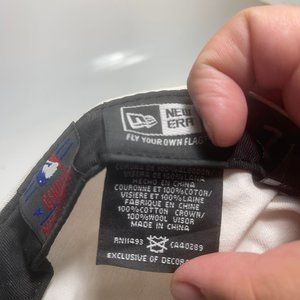 NEW
ERA
FLY YOUR OWN FLAG
HECHO EN CHINA
COURONNE ET 100%COTON/
VISIERE ET 100%LAINE
FABRIQUE EN CHINE
100%COTTON CROWN/
100%WOOL VISOR
MADE IN CHINA
RN11493 CA40289
EXCLUSIVE OF DECORA